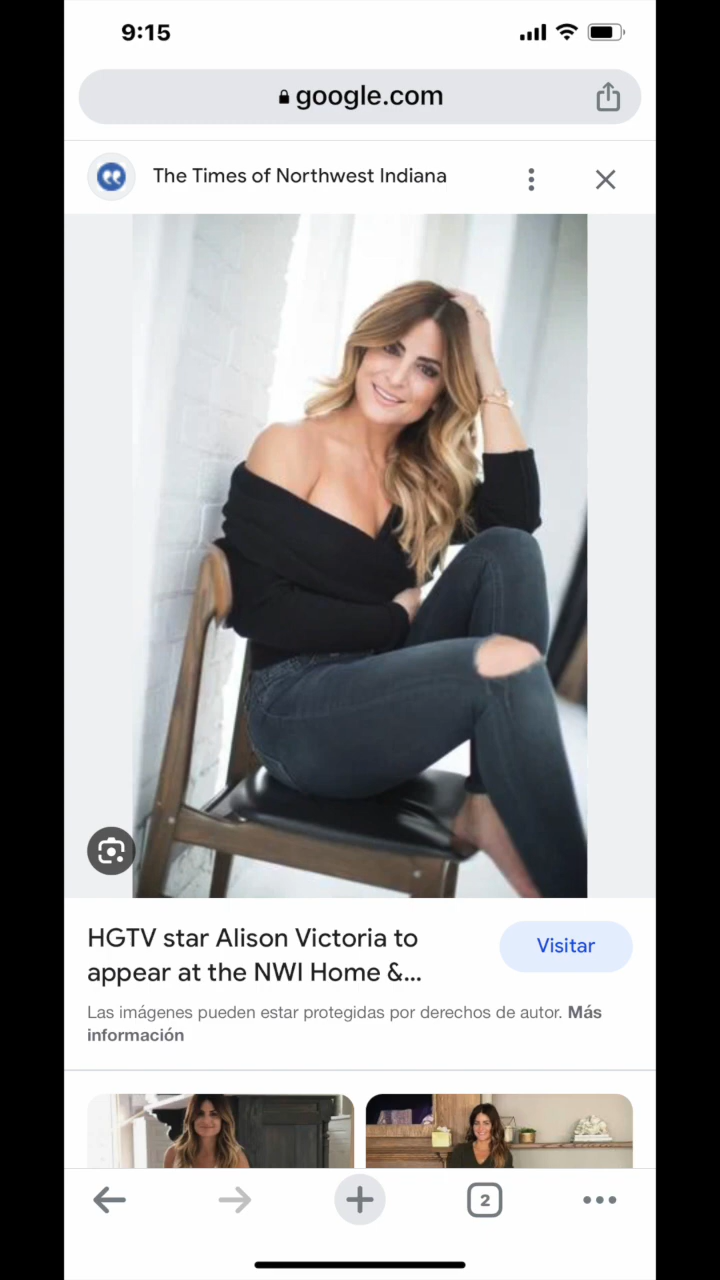 9:15
google.com
The Times of Northwest Indiana
HGTV star Alison Victoria to
appear at the NWI Home &...
Visitar
Las imágenes pueden estar protegidas por derechos de autor. Más
información
2